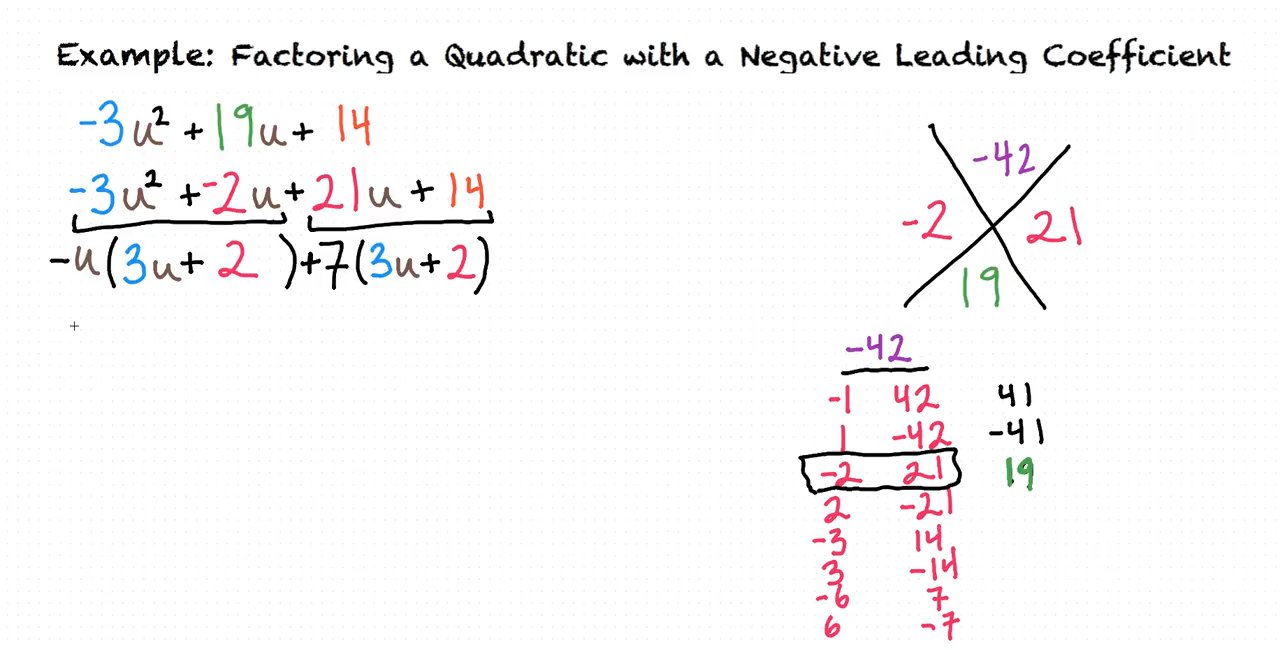 Example: Factoring a Quadratic with a Negative Leading Coefficient
-3u² + 19u + 14
-3u² + -2u + 21u + 14
-u(3u + 2 ) + 7(3u + 2)
-42
-2 21
19
-42
-1 42 41
1 -42 -41
-2 21 19
2 -21
-3 14
3 -14
-6 7
6 -7